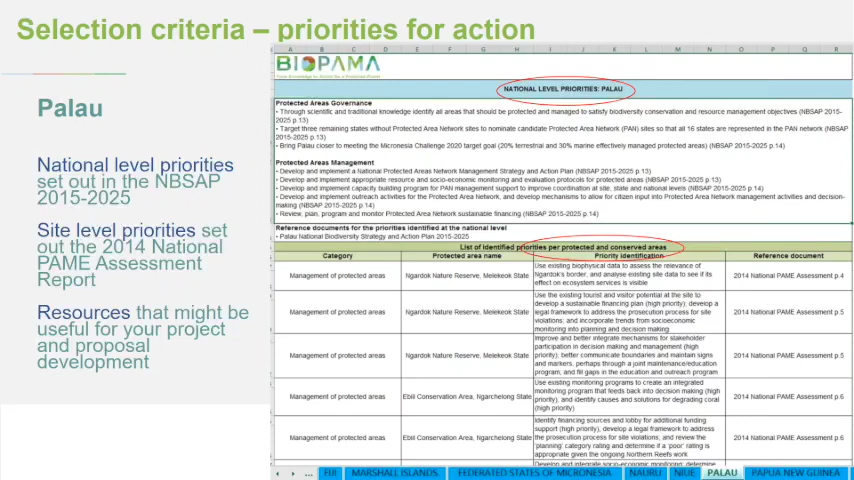 Selection criteria – priorities for action
Palau
National level priorities
set out in the NBSAP
2015-2025
Site level priorities set
out the 2014 National
PAME Assessment
Report
Resources that might be
useful for your project
and proposal
development
A B C D E F G H I J K L M N O P Q R
BIOPAMA
NATIONAL LEVEL PRIORITIES: PALAU
Protected Areas Governance
• Through scientific and traditional knowledge identify all areas that should be protected and managed to satisfy biodiversity conservation and resource management objectives (NBSAP 2015-
2025 p.13)
• Target three remaining states without Protected Area Network sites to nominate candidate Protected Area Network (PAN) sites so that all 16 states are represented in the PAN network (NBSAP
2015-2025 p.13)
• Bring Palau closer to meeting the Micronesia Challenge 2020 target goal (20% terrestrial and 30% marine effectively managed protected areas) (NBSAP 2015-2025 p.14)
Protected Areas Management
• Develop and implement a National Protected Areas Network Management Strategy and Action Plan (NBSAP 2015-2025 p.13)
• Develop and implement appropriate resource and socio-economic monitoring and evaluation protocols for protected areas (NBSAP 2015-2025 p.13)
• Develop and implement capacity building program for PAN management support to improve coordination at site, state and national levels (NBSAP 2015-2025 p.14)
• Develop and implement outreach activities for the Protected Areas Network, and develop mechanisms to allow for citizen input into Protected Area Network management activities and decision-
making (NBSAP 2015-2025 p.14)
• Review, plan, program and monitor Protected Area Network sustainable financing (NBSAP 2015-2025 p.14)
Reference documents for the priorities identified at the national level
• Palau National Biodiversity Strategy and Action Plan 2015-2025
List of identified priorities per protected and conserved areas
Category Protected area name Priority identification Reference document
Management of protected areas Ngardok Nature Reserve, Melekeok State Use existing biophysical data to assess the relevance of
Ngardok's border, and analyse existing site data to see if its
effect on ecosystem services is visible 2014 National PAME Assessment p.4
Management of protected areas Ngardok Nature Reserve, Melekeok State Use the existing tourist and visitor potential at the site to
develop a sustainable financing plan (high priority); develop a
legal framework to address the prosecution process for site
violations; and incorporate trends from socioeconomic
monitoring into planning and decision making 2014 National PAME Assessment p.5
Management of protected areas Ngardok Nature Reserve, Melekeok State Improve and better integrate mechanisms for stakeholder
participation in decision making and management (high
priority), better communicate boundaries and maintain signs
and markers, perhaps through a joint maintenance/education
program; and fill gaps in the education and outreach program 2014 National PAME Assessment p.5
Management of protected areas Ebiil Conservation Area, Ngarchelong State Use existing monitoring programs to create an integrated
monitoring program that feeds back into decision making (high
priority), and identify causes and solutions for degrading coral
(high priority) 2014 National PAME Assessment p.6
Management of protected areas Ebiil Conservation Area, Ngarchelong State Identify financing sources and lobby for additional funding
support (high priority), develop a legal framework to address
the prosecution process for site violations; and review the
'planning' category rating and determine if a 'poor' rating is
appropriate given the ongoing Northern Reefs work 2014 National PAME Assessment p.6
Develop and integrate socio-economic monitoring; determine
... FIJI MARSHALL ISLANDS FEDERATED STATES OF MICRONESIA NAURU NIUE PALAU PAPUA NEW GUINEA